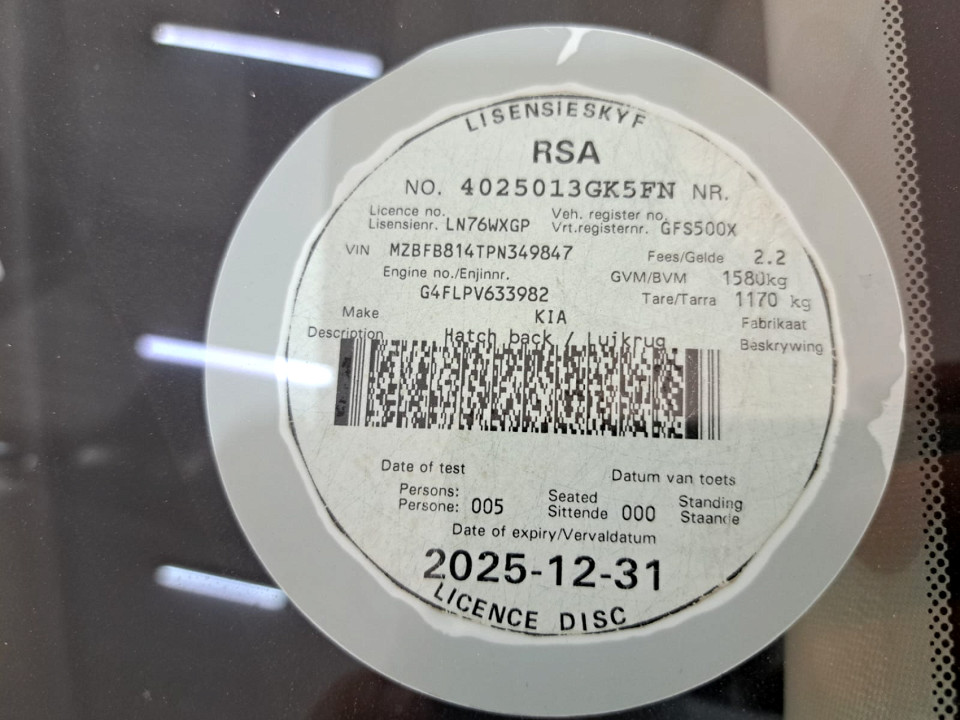 LISENSIESKYF
RSA
NO. 4025013GK5FN NR.
Licence no. Veh. register no.
Lisensienr. LN76WXGP Vrt.registernr. GFS500X
VIN MZBFB814TPN349847 Fees/Gelde 2.2
Engine no./Enjinnr. GVM/BVM 1580kg
G4FLPV633982 Tare/Tarra 1170 kg
Make KIA Fabrikaat
Description Hatch back / Luikrug Beskrywing
Date of test Datum van toets
Persons: Seated Standing
Persone: 005 Sittende 000 Staande
Date of expiry/Vervaldatum
2025-12-31
LICENCE DISC